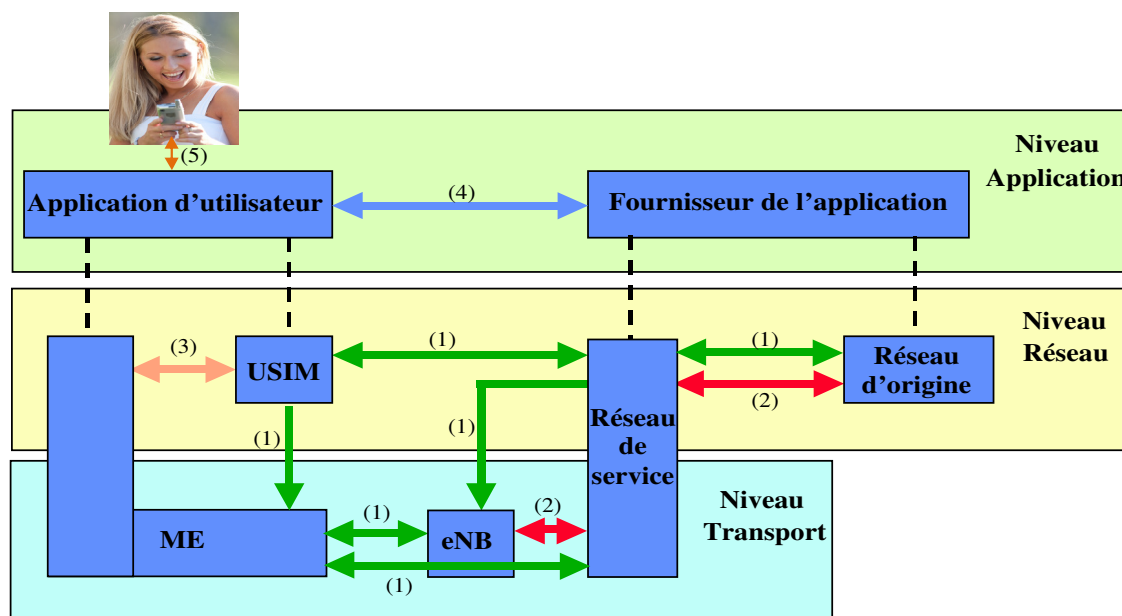 (5)
Niveau
Application
Application d'utilisateur
(4)
Fournisseur de l'application
(3)
USIM
(1)
(1)
(2)
Réseau
d'origine
Niveau
Réseau
(1)
(1)
Réseau
de
service
ME
(1)
eNB
(2)
(1)
Niveau
Transport